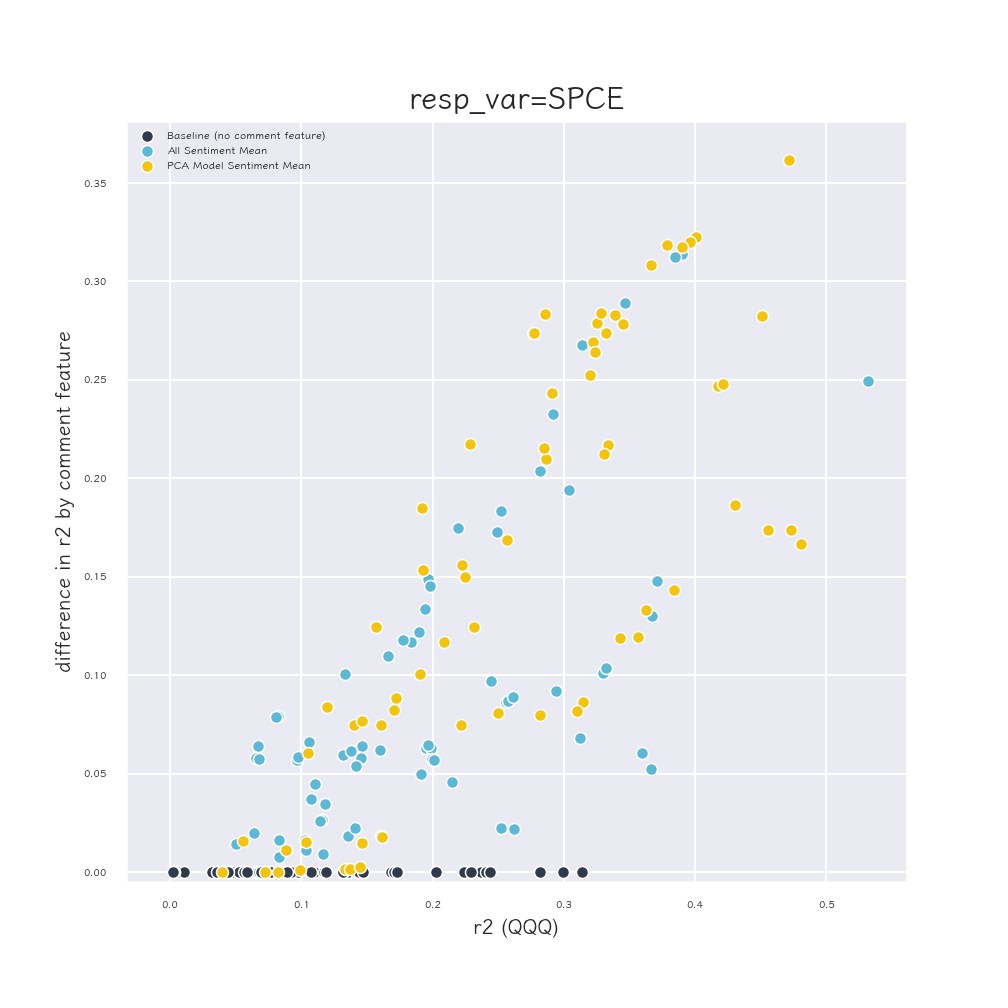 resp_var=SPCE
Baseline (no comment feature)
All Sentiment Mean
PCA Model Sentiment Mean
difference in r2 by comment feature
0.35
0.30
0.25
0.20
0.15
0.10
0.05
0.00
0.0 0.1 0.2 0.3 0.4 0.5
r2 (QQQ)